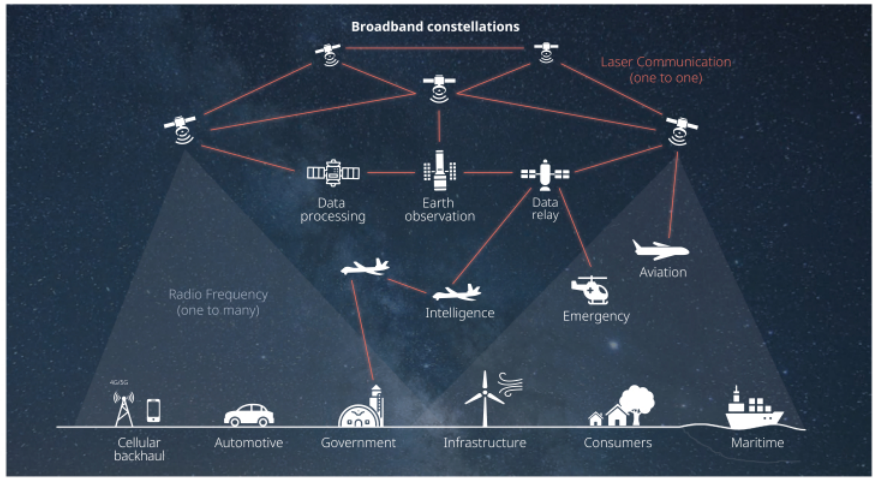 Broadband constellations
Laser Communication
(one to one)
Data
processing
Earth
observation
Data
relay
Aviation
Radio Frequency
(one to many)
Intelligence
Emergency
4G/5G
Cellular
backhaul
Automotive
Government
Infrastructure
Consumers
Maritime